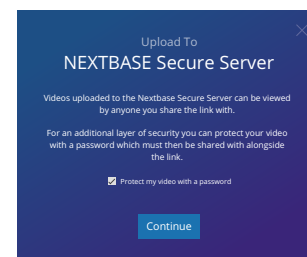 Upload To
NEXTBASE Secure Server
Videos uploaded to the Nextbase Secure Server can be viewed
by anyone you share the link with.
For an additional layer of security you can protect your video
with a password which must then be shared with alongside
the link.
Protect my video with a password
Continue